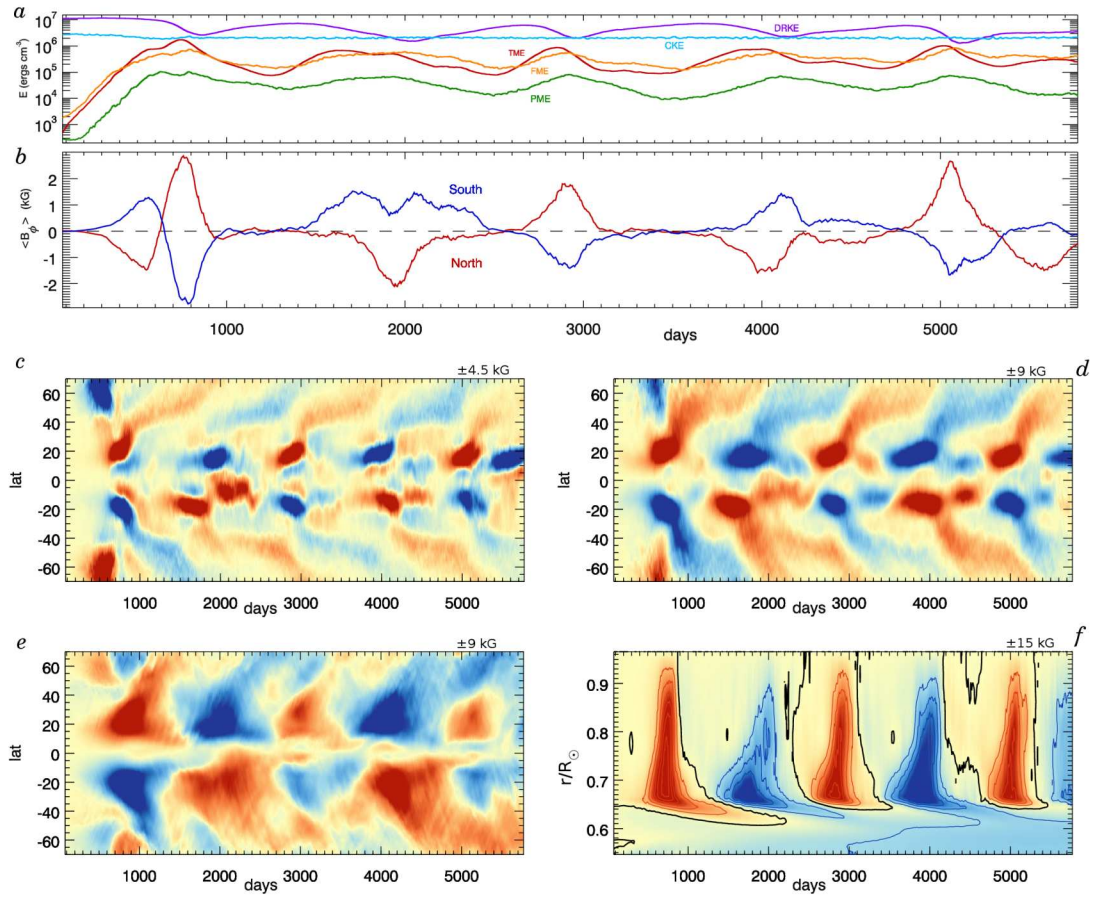 a
10⁷
10⁶
10⁵
10⁴
10³
E (ergs cm⁻³)
DRKE
CKE
TME
FME
PME
b
2
1
0
-1
-2
<B_ϕ> (kG)
South
North
1000 2000 3000 4000 5000
days
c
±4.5 kG
60
40
20
0
-20
-40
-60
lat
1000 2000 3000 4000 5000
days
d
±9 kG
60
40
20
0
-20
-40
-60
lat
1000 2000 3000 4000 5000
days
e
±9 kG
60
40
20
0
-20
-40
-60
lat
1000 2000 3000 4000 5000
days
f
±15 kG
0.9
0.8
0.7
0.6
r/R☉
1000 2000 3000 4000 5000
days